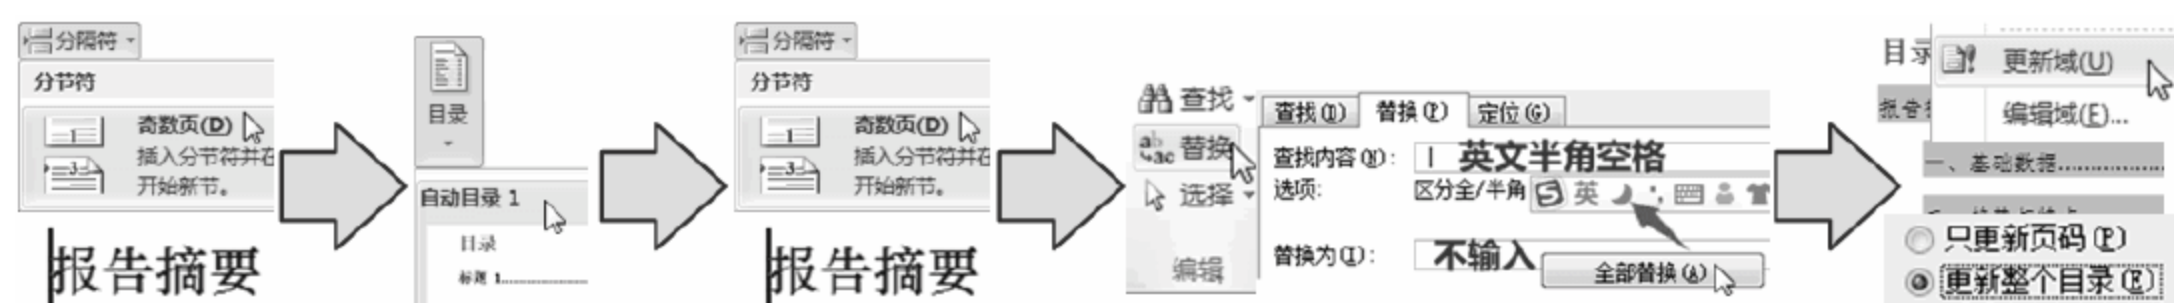 分隔符
分节符
奇数页(D)
插入分节符并在
开始新节。
报告摘要
目录
自动目录 1
目录
标题 1
分隔符
分节符
奇数页(D)
插入分节符并在
开始新节。
报告摘要
查找
替换
选择
编辑
查找(D) 替换(P) 定位(G)
查找内容(N): 英文半角空格
选项: 区分全/半角 英
替换为(I): 不输入
全部替换(A)
目录
更新域(U)
编辑域(E)...
报告
一、基础数据
只更新页码(P)
更新整个目录(E)